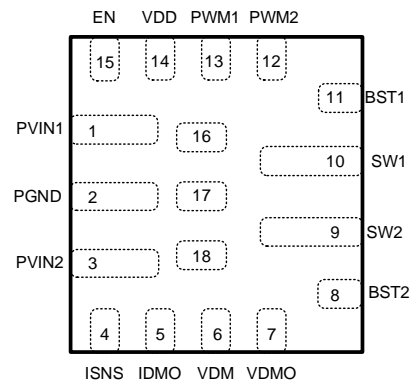 EN VDD PWM1 PWM2
15 14 13 12
11 BST1
PVIN1 1 16
10 SW1
PGND 2 17
9 SW2
PVIN2 3 18
8 BST2
4 5 6 7
ISNS IDMO VDM VDMO